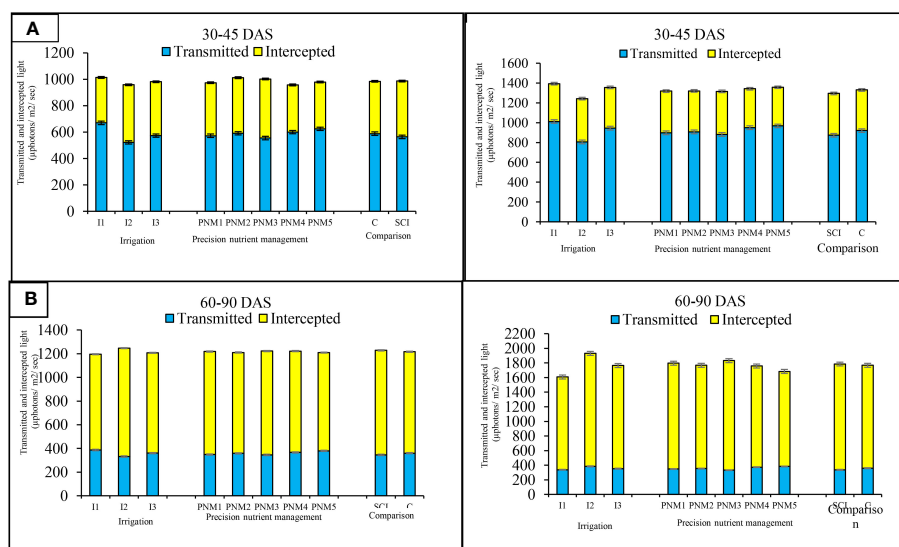 A
30-45 DAS
Transmitted Intercepted
Transmitted and intercepted light
(µphotons/ m2/ sec)
1200
1000
800
600
400
200
0
I1 I2 I3 PNM1 PNM2 PNM3 PNM4 PNM5 C SCI
Irrigation Precision nutrient management Comparison
30-45 DAS
Transmitted Intercepted
Transmitted and intercepted light
(µphotons/ m2/ sec)
1600
1400
1200
1000
800
600
400
200
0
I1 I2 I3 PNM1 PNM2 PNM3 PNM4 PNM5 SCI C
Irrigation Precision nutrient management Comparison
B
60-90 DAS
Transmitted Intercepted
Transmitted and intercepted light
(µphotons/ m2/ sec)
1400
1200
1000
800
600
400
200
0
I1 I2 I3 PNM1 PNM2 PNM3 PNM4 PNM5 SCI C
Irrigation Precision nutrient management Comparison
60-90 DAS
Transmitted Intercepted
Transmitted and intercepted light
(µphotons/ m2/ sec)
2200
2000
1800
1600
1400
1200
1000
800
600
400
200
0
I1 I2 I3 PNM1 PNM2 PNM3 PNM4 PNM5 SCI C
Irrigation Precision nutrient management Compariso
n